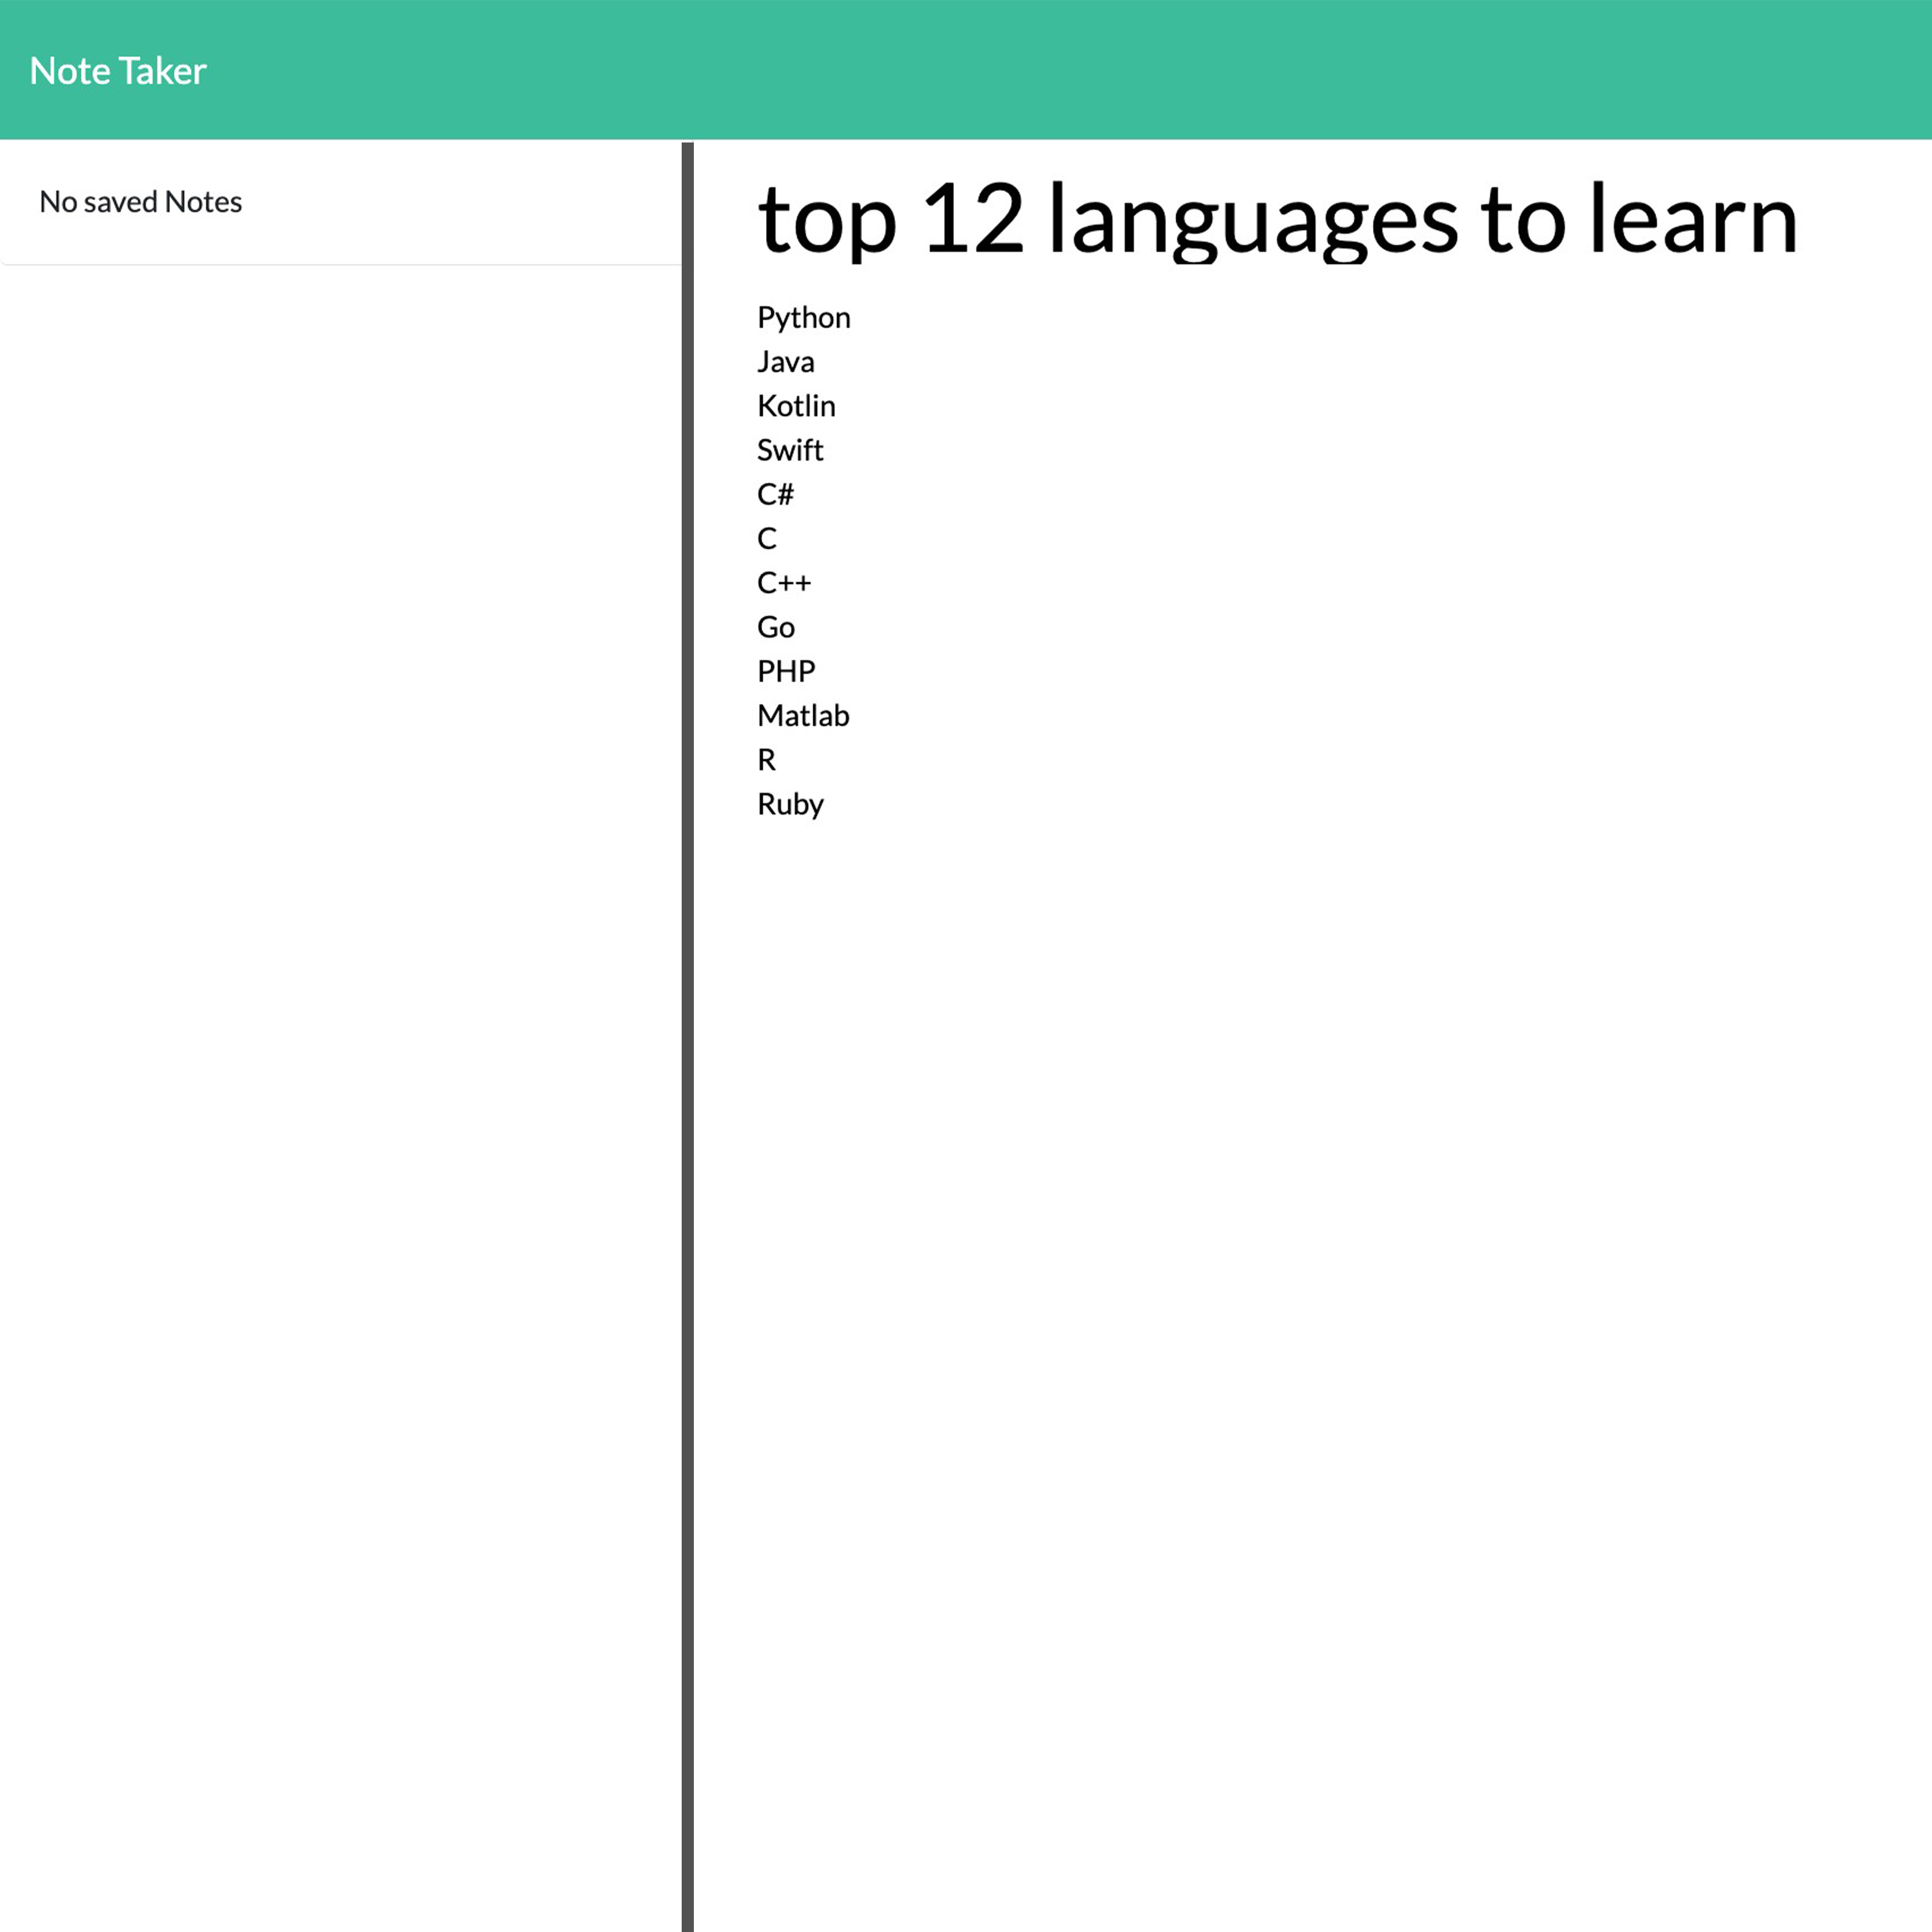 Note Taker
No saved Notes
top 12 languages to learn
Python
Java
Kotlin
Swift
C#
C
C++
Go
PHP
Matlab
R
Ruby